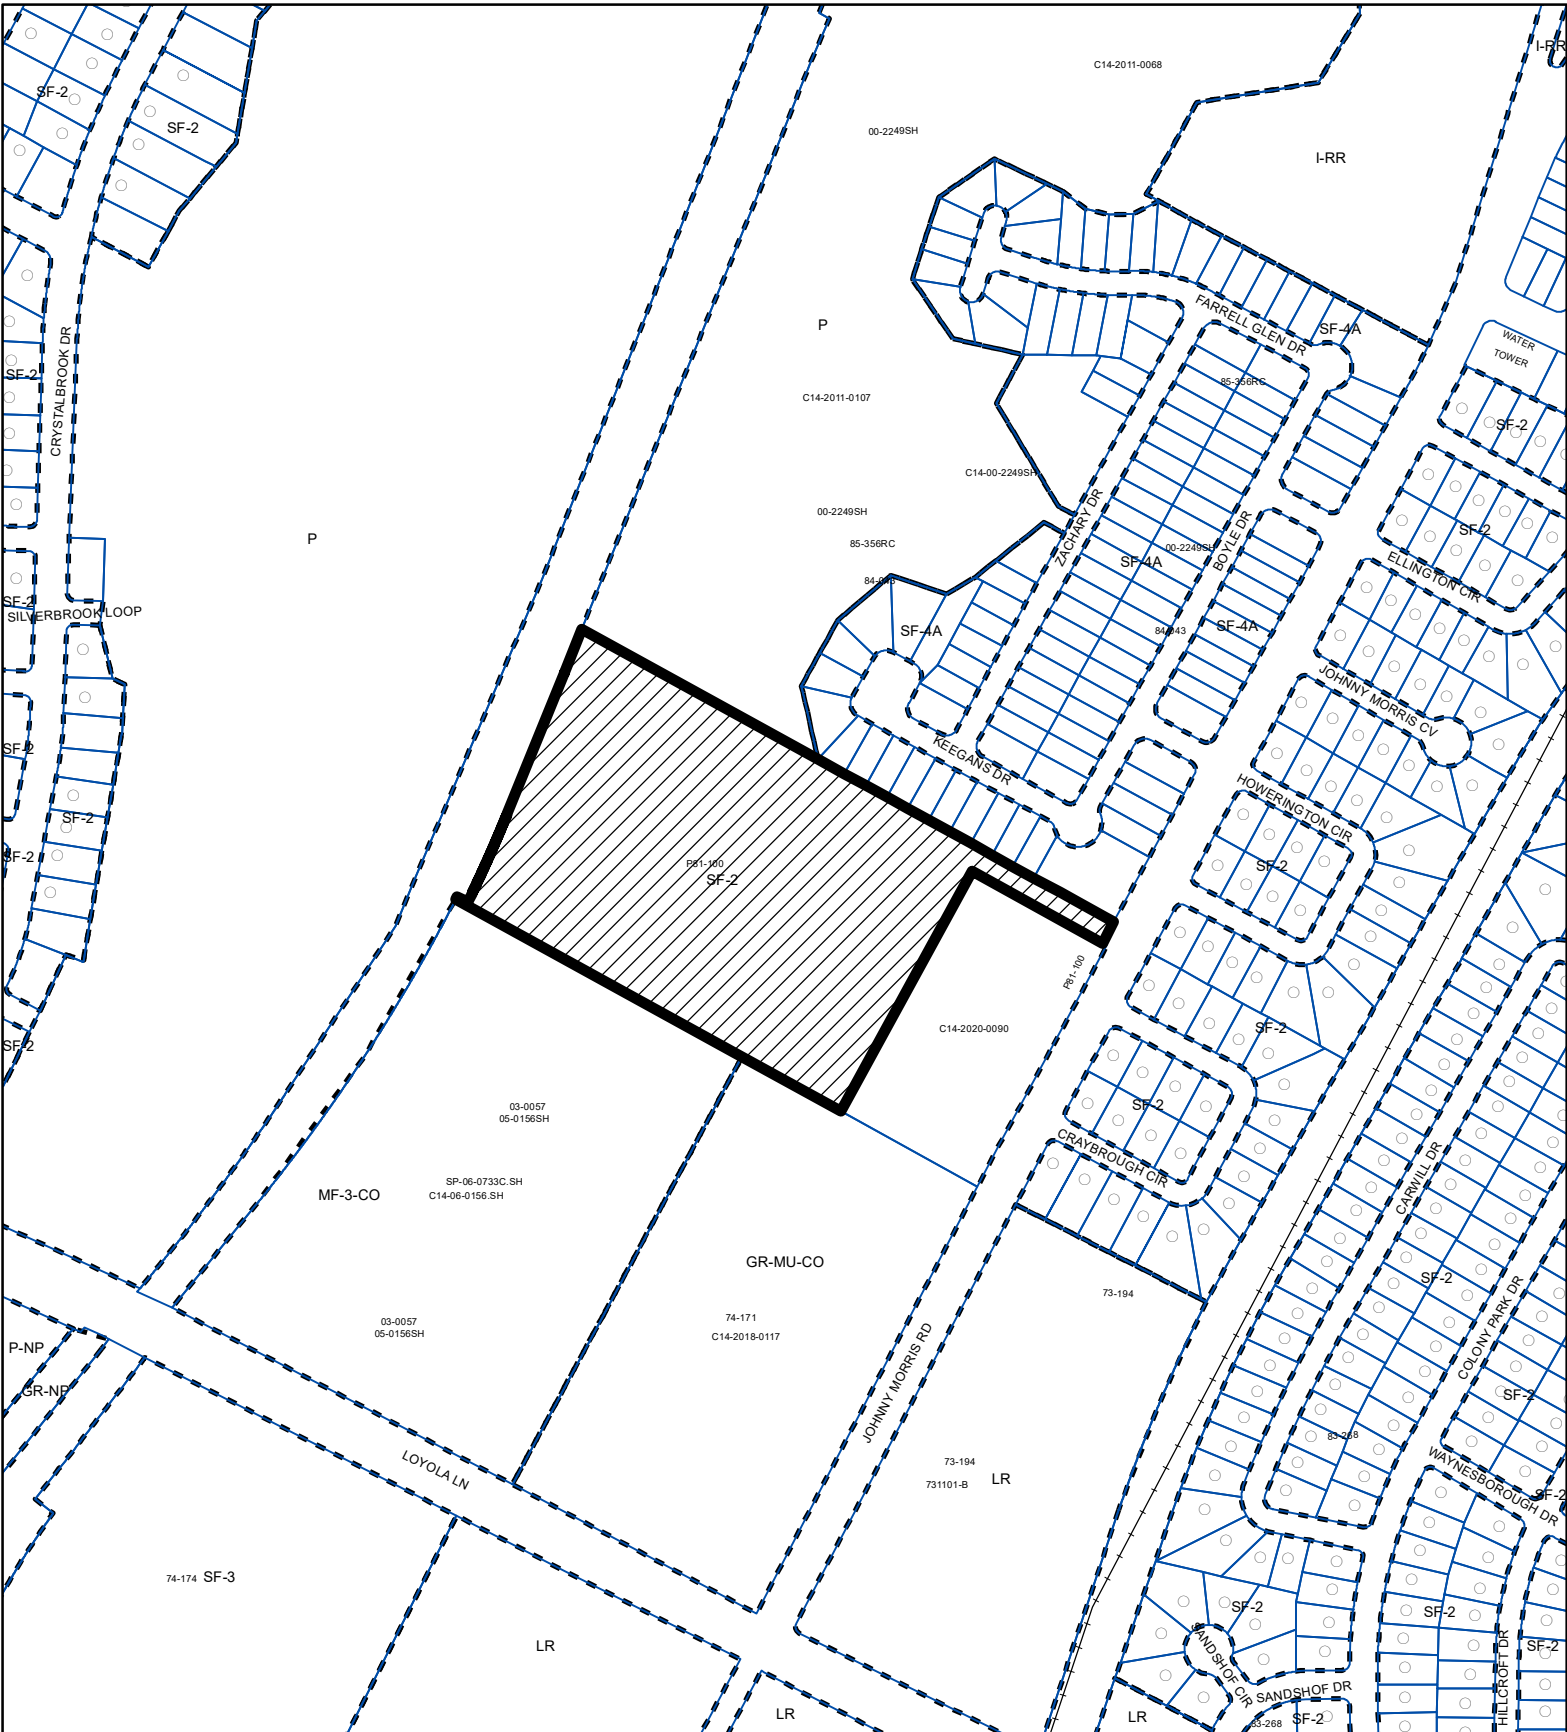 I-RR
C14-2011-0068
SF-2
SF-2
00-2249SH
I-RR
FARRELL GLEN DR
SF-4A
P
WATER
TOWER
CRYSTALBROOK DR
SF-2
85-356RC
C14-2011-0107
SF-2
C14-00-2249SH
ZACHARY DR
00-2249SH
BOYLE DR
SF-2
P
85-356RC
00-2249SH
SF-4A
ELLINGTON CIR
SF-2
SILVERBROOK LOOP
SF-4A
84-043
SF-4A
JOHNNY MORRIS CV
SF-2
KEEGANS DR
HOWERINGTON CIR
SF-2
SF-2
P81-100
SF-2
SF-2
P81-100
C14-2020-0090
SF-2
SF-2
03-0057
05-0156SH
SF-2
CRAYBROUGH CIR
CARWILL DR
SP-06-0733C.SH
C14-06-0156.SH
MF-3-CO
GR-MU-CO
SF-2
73-194
COLONY PARK DR
03-0057
05-0156SH
74-171
C14-2018-0117
P-NP
GR-NP
JOHNNY MORRIS RD
SF-2
83-268
LOYOLA LN
73-194
731101-B
LR
WAYNESBOROUGH DR
SF-2
74-174
SF-3
SF-2
SF-2
LR
SANDSHOF CIR
HILLCROFT DR
SF-2
SANDSHOF DR
LR
LR
83-268
SF-2